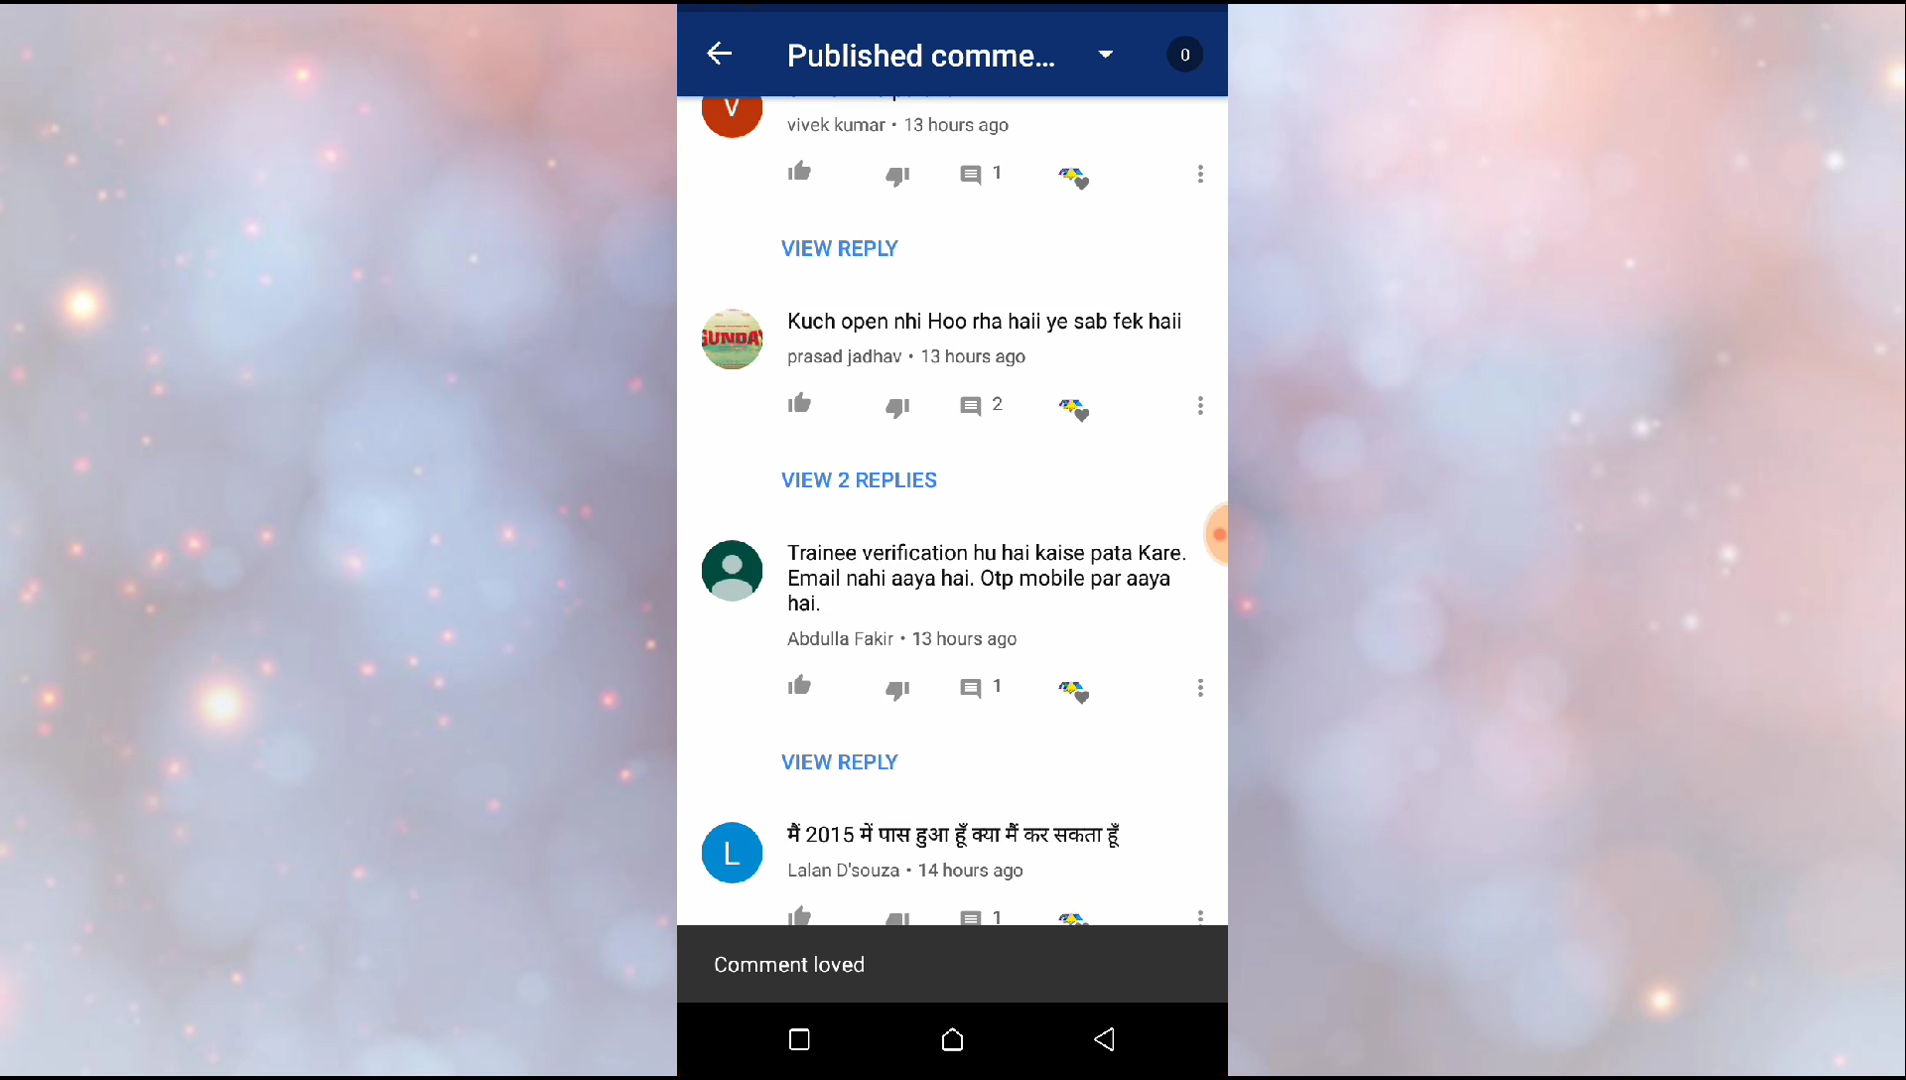 Published comme...
0
V
vivek kumar • 13 hours ago
1
VIEW REPLY
SUNDAY
Kuch open nhi Hoo rha haii ye sab fek haii
prasad jadhav • 13 hours ago
2
VIEW 2 REPLIES
Trainee verification hu hai kaise pata Kare.
Email nahi aaya hai. Otp mobile par aaya
hai.
Abdulla Fakir • 13 hours ago
1
VIEW REPLY
L
मैं 2015 में पास हुआ हूँ क्या मैं कर सकता हूँ
Lalan D'souza • 14 hours ago
1
Comment loved